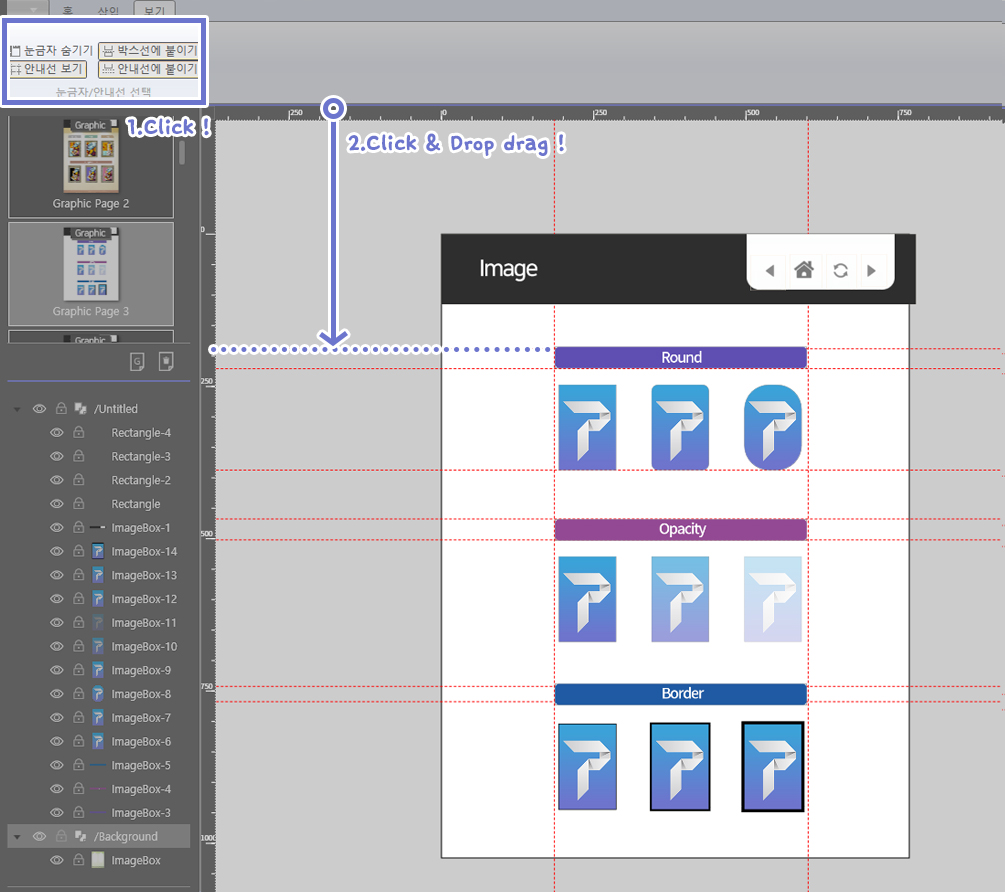 홈 삽입 보기
눈금자 숨기기 박스선에 붙이기
안내선 보기 안내선에 붙이기
눈금자/안내선 선택
1.Click !
2.Click & Drop drag !
250 0 250 500 750
Graphic
Graphic Page 2
Graphic
Graphic Page 3
Graphic
G
0
250
500
750
1000
/Untitled
Rectangle-4
Rectangle-3
Rectangle-2
Rectangle
ImageBox-1
ImageBox-14
ImageBox-13
ImageBox-12
ImageBox-11
ImageBox-10
ImageBox-9
ImageBox-8
ImageBox-7
ImageBox-6
ImageBox-5
ImageBox-4
ImageBox-3
/Background
ImageBox
Image
Round
Opacity
Border